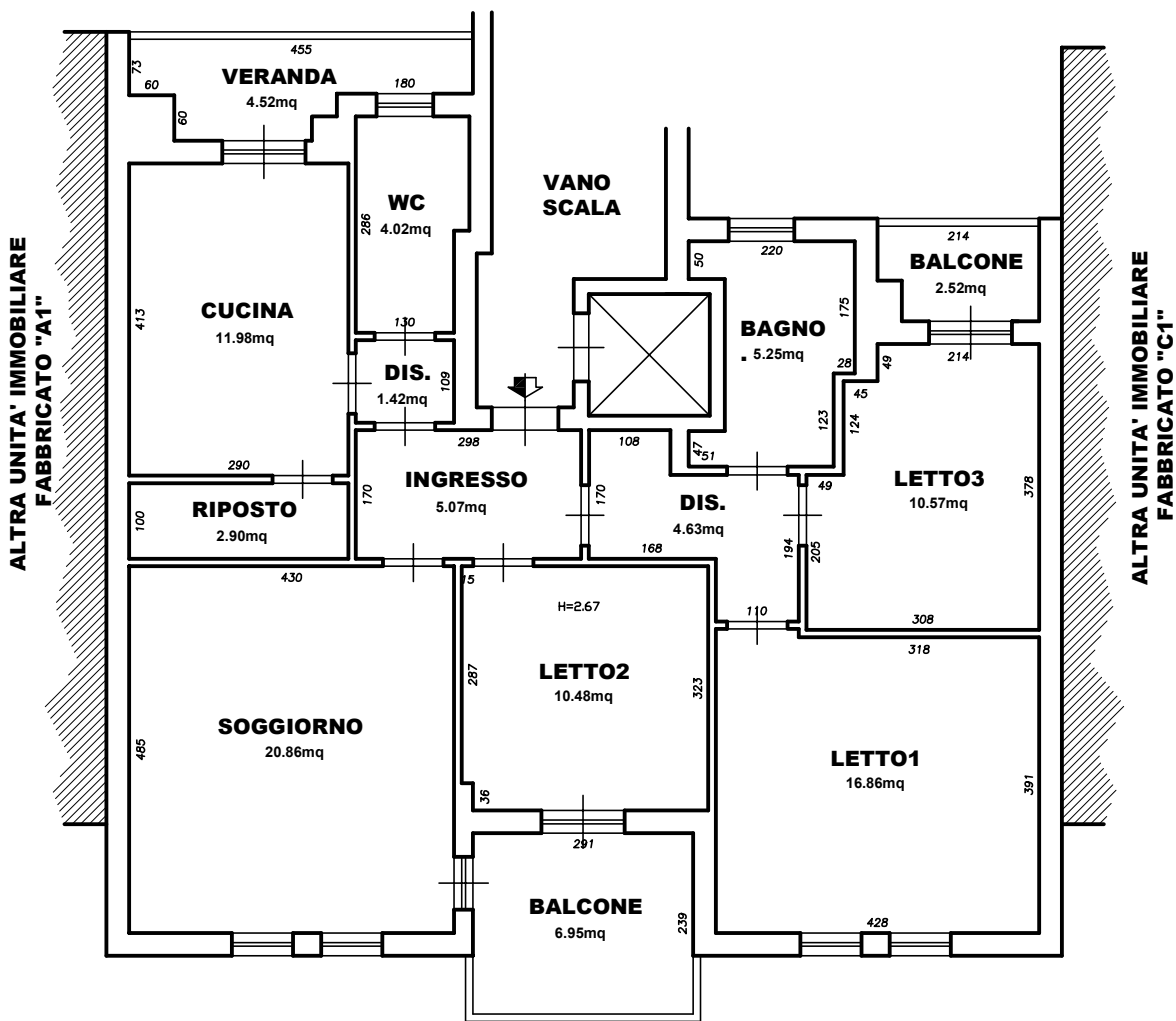 455
73
VERANDA
4.52mq
60
60
180
WC
4.02mq
286
VANO
SCALA
214
BALCONE
2.52mq
220
50
175
BAGNO
5.25mq
28
214
49
45
124
123
CUCINA
11.98mq
413
130
DIS.
1.42mq
109
290
298
108
47
51
49
RIPOSTO
2.90mq
100
INGRESSO
5.07mq
170
170
DIS.
4.63mq
168
194
205
LETTO3
10.57mq
378
308
430
15
H=2.67
110
318
LETTO2
10.48mq
287
323
36
SOGGIORNO
20.86mq
485
LETTO1
16.86mq
391
428
291
BALCONE
6.95mq
239
ALTRA UNITA' IMMOBILIARE
FABBRICATO "A1"
ALTRA UNITA' IMMOBILIARE
FABBRICATO "C1"